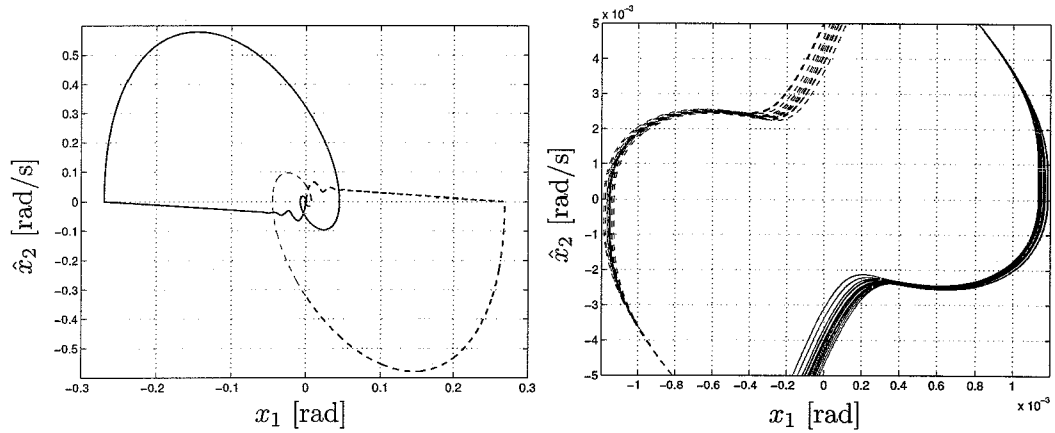 0.5
0.4
0.3
0.2
0.1
0
-0.1
-0.2
-0.3
-0.4
-0.5
-0.3 -0.2 -0.1 0 0.1 0.2 0.3
x̂₂ [rad/s]
x₁ [rad]
x 10⁻³
5
4
3
2
1
0
-1
-2
-3
-4
-5
-1 -0.8 -0.6 -0.4 -0.2 0 0.2 0.4 0.6 0.8 1
x 10⁻³
x̂₂ [rad/s]
x₁ [rad]